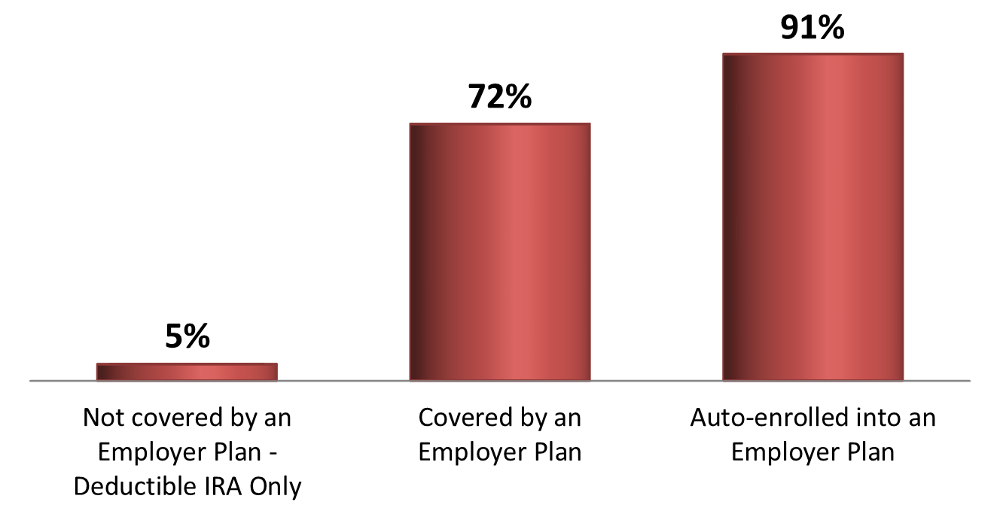 91%
72%
5%
Not covered by an
Employer Plan -
Deductible IRA Only
Covered by an
Employer Plan
Auto-enrolled into an
Employer Plan